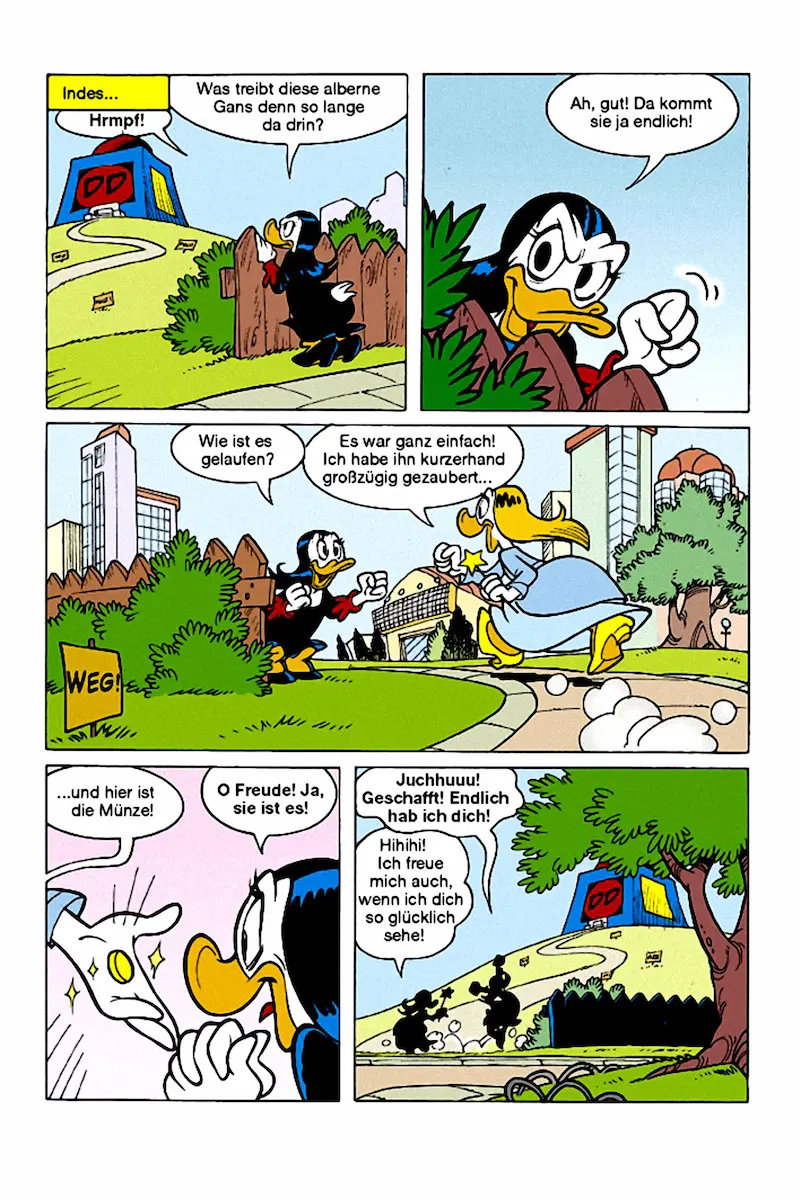 Indes...
Hrmpf!
Was treibt diese alberne
Gans denn so lange
da drin?
DD
Ah, gut! Da kommt
sie ja endlich!
Wie ist es
gelaufen?
Es war ganz einfach!
Ich habe ihn kurzerhand
großzügig gezaubert...
WEG!
...und hier ist
die Münze!
O Freude! Ja,
sie ist es!
Juchhuuu!
Geschafft! Endlich
hab ich dich!
Hihihi!
Ich freue
mich auch,
wenn ich dich
so glücklich
sehe!
DD